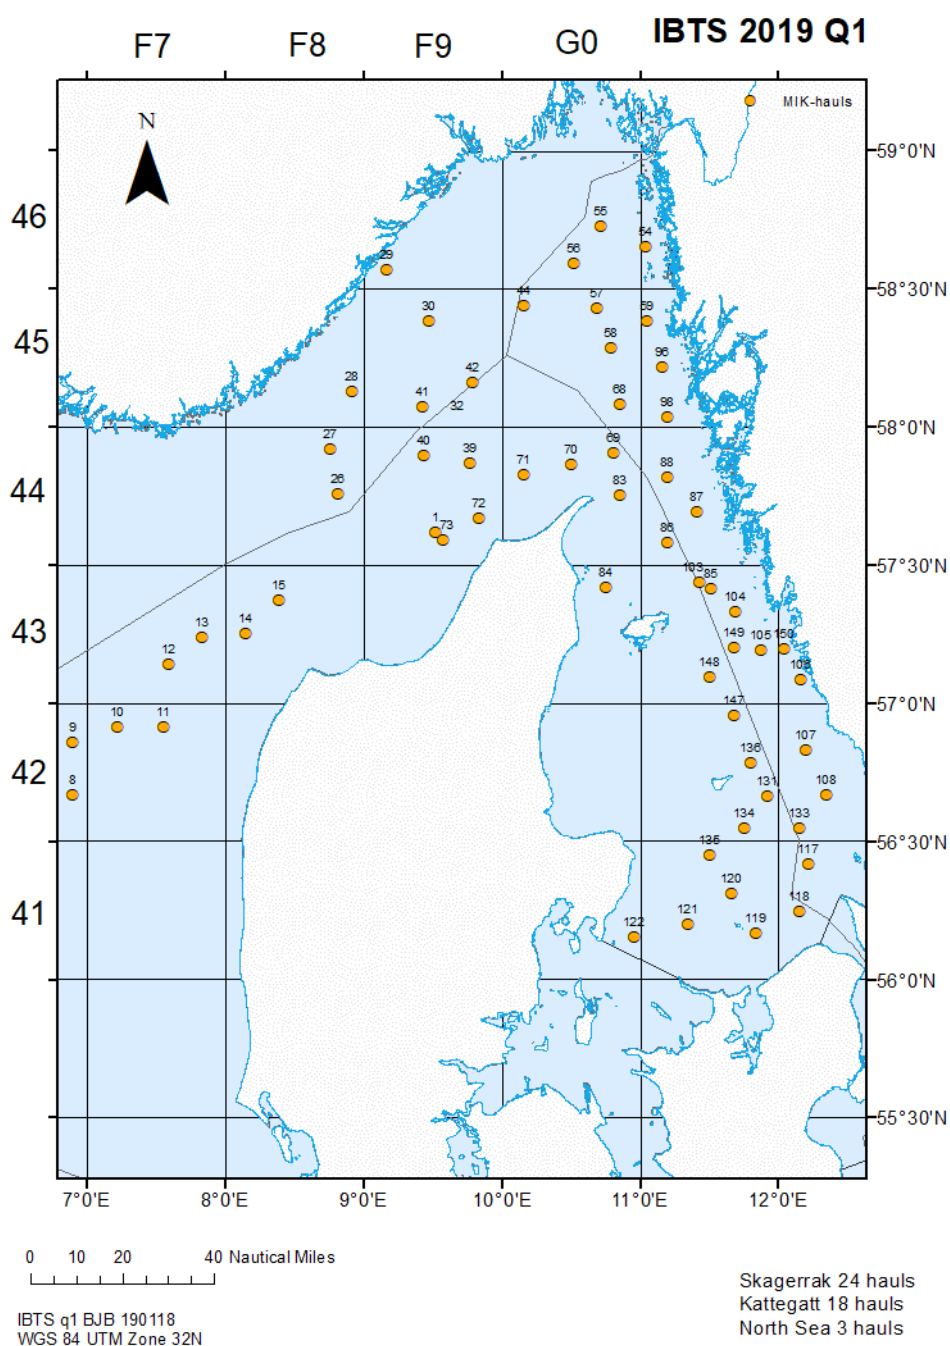 IBTS 2019 Q1
F7 F8 F9 G0
MIK-hauls
N
59°0'N
46
55
54
29
56
58°30'N
44 57
30 59
45
58
96
42
28
41 32 68
98
58°0'N
27
40 39 70 69
71 88
44
26 83
87
72
1 73
86
57°30'N
103 85
84
15
104
43
13 14
149 105 150
12
148 106
57°0'N
147
10 11
9
107
136
42
8
131 108
134 133
56°30'N
135 117
120
41
118
121
122 119
56°0'N
55°30'N
7°0'E 8°0'E 9°0'E 10°0'E 11°0'E 12°0'E
0 10 20 40 Nautical Miles
Skagerrak 24 hauls
Kattegatt 18 hauls
North Sea 3 hauls
IBTS q1 BJB 190118
WGS 84 UTM Zone 32N